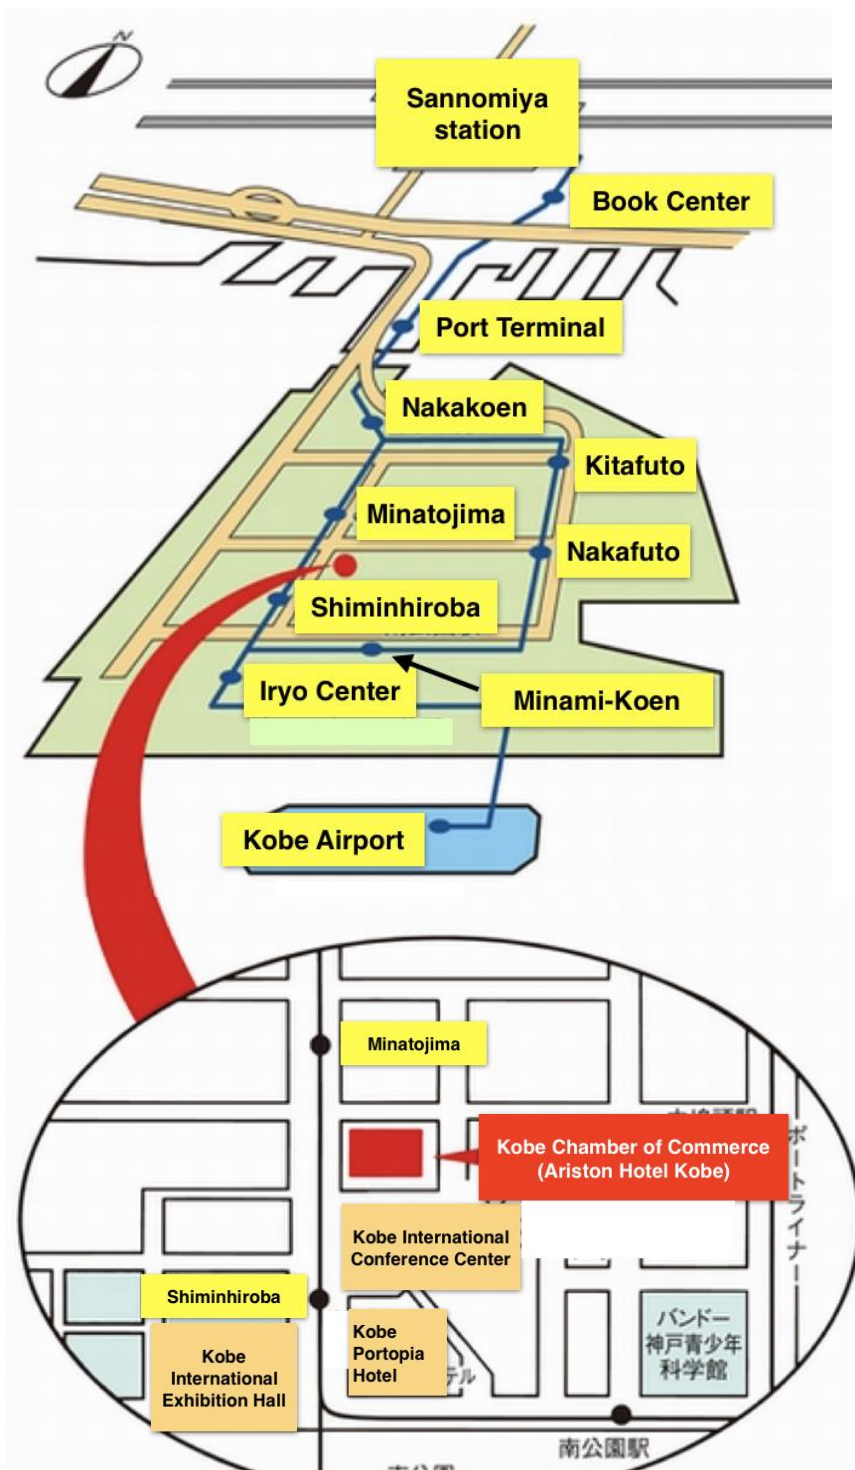 N
Sannomiya
station
Book Center
Port Terminal
Nakakoen
Kitafuto
Minatojima
Nakafuto
Shiminhiroba
Iryo Center
Minami-Koen
Kobe Airport
Minatojima
Kobe Chamber of Commerce
(Ariston Hotel Kobe)
ポートライナー
Kobe International
Conference Center
Shiminhiroba
Kobe
International
Exhibition Hall
Kobe
Portopia
Hotel
テル
バンドー
神戸青少年
科学館
南公園駅